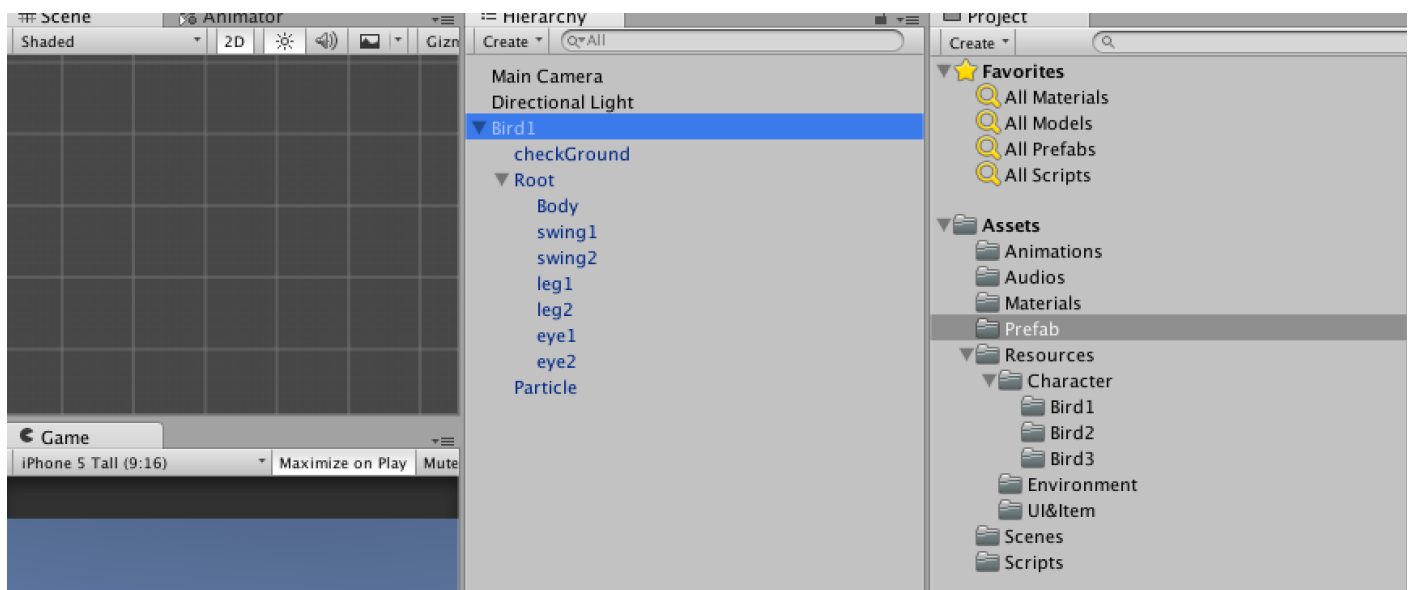 Scene
Animator
Shaded
2D
Gizn
Game
iPhone 5 Tall (9:16)
Maximize on Play
Mute
Hierarchy
Create
All
Main Camera
Directional Light
Bird1
checkGround
Root
Body
swing1
swing2
leg1
leg2
eye1
eye2
Particle
Project
Create
Favorites
All Materials
All Models
All Prefabs
All Scripts
Assets
Animations
Audios
Materials
Prefab
Resources
Character
Bird1
Bird2
Bird3
Environment
UI&Item
Scenes
Scripts